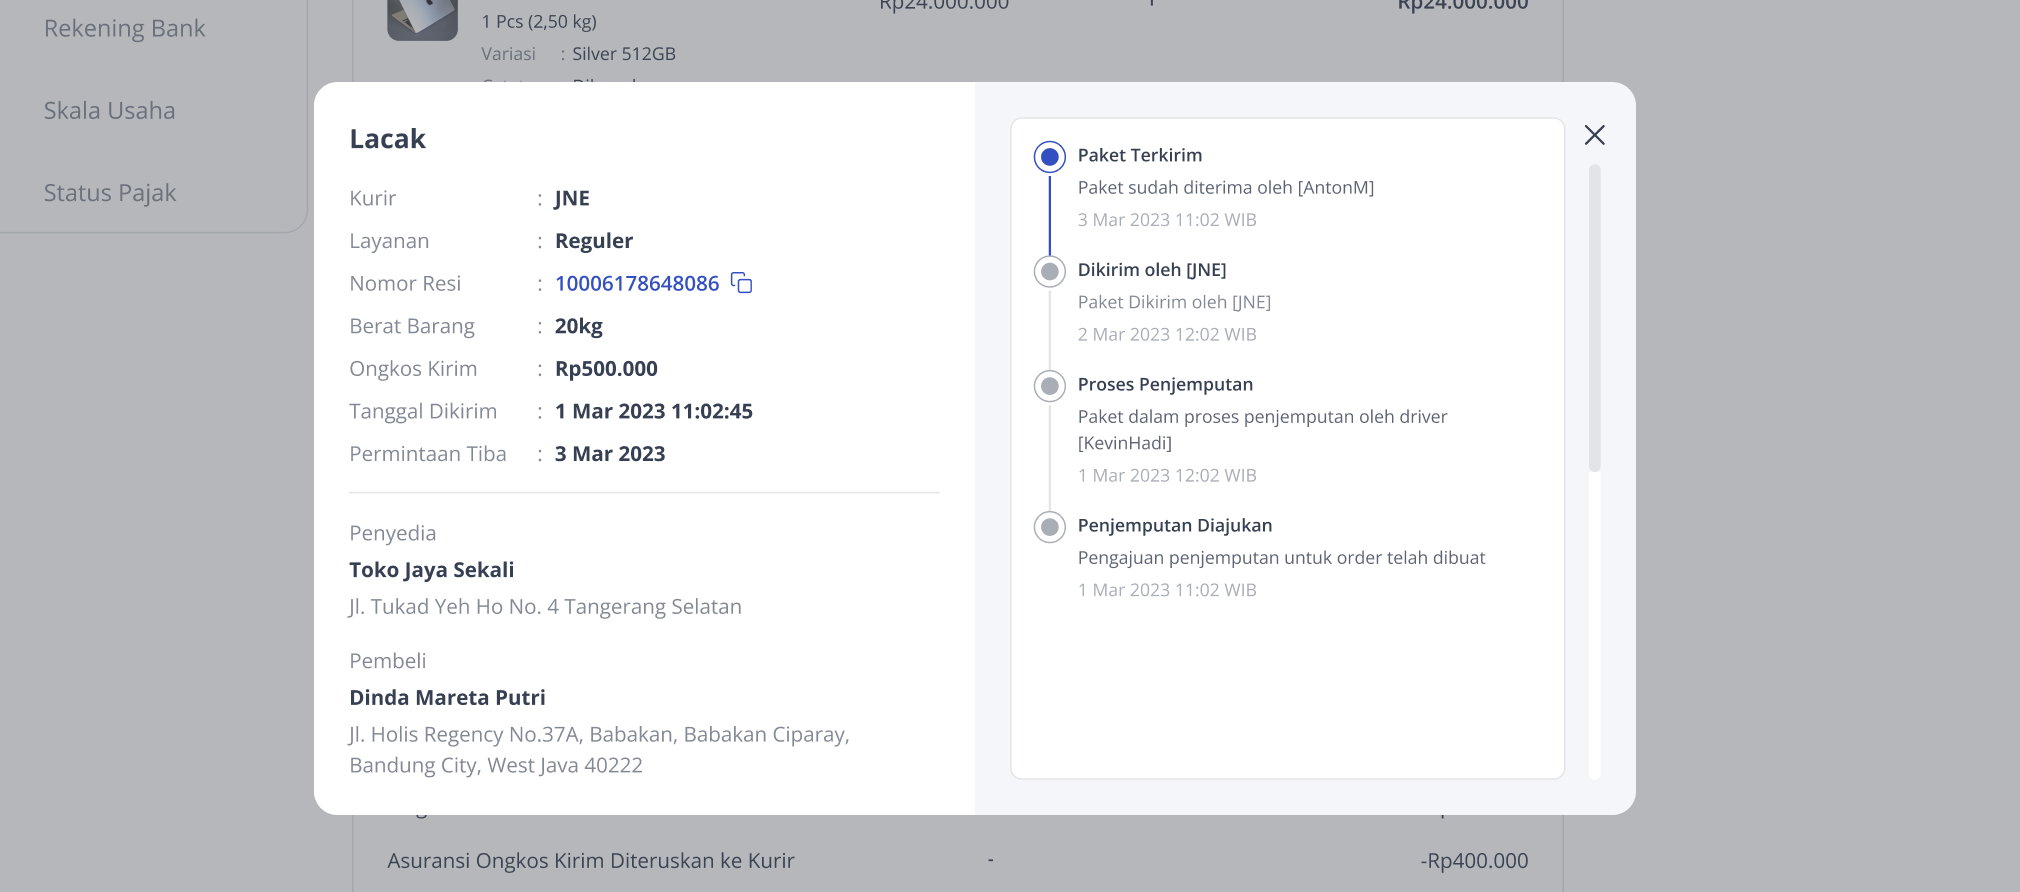 Rekening Bank
Skala Usaha
Status Pajak
Rp24.000.000
Rp24.000.000
1 Pcs (2,50 kg)
Variasi : Silver 512GB
Lacak
Kurir : JNE
Layanan : Reguler
Nomor Resi : 10006178648086
Berat Barang : 20kg
Ongkos Kirim : Rp500.000
Tanggal Dikirim : 1 Mar 2023 11:02:45
Permintaan Tiba : 3 Mar 2023
Penyedia
Toko Jaya Sekali
Jl. Tukad Yeh Ho No. 4 Tangerang Selatan
Pembeli
Dinda Mareta Putri
Jl. Holis Regency No.37A, Babakan, Babakan Ciparay,
Bandung City, West Java 40222
Paket Terkirim
Paket sudah diterima oleh [AntonM]
3 Mar 2023 11:02 WIB
Dikirim oleh [JNE]
Paket Dikirim oleh [JNE]
2 Mar 2023 12:02 WIB
Proses Penjemputan
Paket dalam proses penjemputan oleh driver
[KevinHadi]
1 Mar 2023 12:02 WIB
Penjemputan Diajukan
Pengajuan penjemputan untuk order telah dibuat
1 Mar 2023 11:02 WIB
Asuransi Ongkos Kirim Diteruskan ke Kurir - -Rp400.000